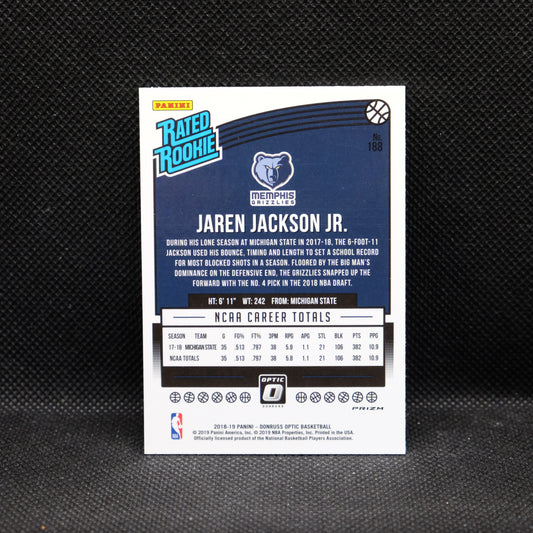 PANINI
RATED
ROOKIE
No.
188
MEMPHIS
GRIZZLIES
JAREN JACKSON JR.
DURING HIS LONE SEASON AT MICHIGAN STATE IN 2017-18, THE 6-FOOT-11
JACKSON USED HIS BOUNCE, TIMING AND LENGTH TO SET A SCHOOL RECORD
FOR MOST BLOCKED SHOTS IN A SEASON. FLOORED BY THE BIG MAN'S
DOMINANCE ON THE DEFENSIVE END, THE GRIZZLIES SNAPPED UP THE
FORWARD WITH THE NO. 4 PICK IN THE 2018 NBA DRAFT.
HT: 6' 11" WT: 242 FROM: MICHIGAN STATE
NCAA CAREER TOTALS
SEASON TEAM G FG% FT% 3PM RPG APG STL BLK PTS PPG
17-18 MICHIGAN STATE 35 .513 .797 38 5.8 1.1 21 106 382 10.9
NCAA TOTALS 35 .513 .797 38 5.8 1.1 21 106 382 10.9
OPTIC
DONRUSS
PRIZM
2018-19 PANINI - DONRUSS OPTIC BASKETBALL
© 2019 Panini America, Inc. © 2019 NBA Properties, Inc. Printed in the USA.
Officially licensed product of the National Basketball Players Association.
NBA